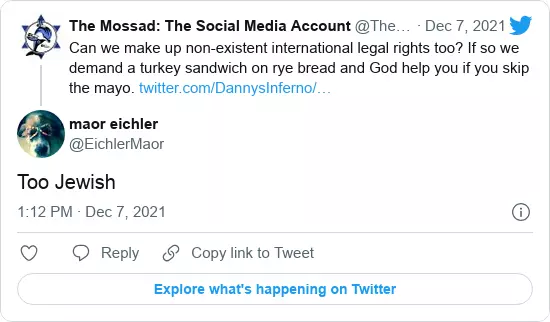 The Mossad: The Social Media Account @The… · Dec 7, 2021
Can we make up non-existent international legal rights too? If so we
demand a turkey sandwich on rye bread and God help you if you skip
the mayo. twitter.com/DannysInferno/…
maor eichler
@EichlerMaor
Too Jewish
1:12 PM · Dec 7, 2021
Reply Copy link to Tweet
Explore what's happening on Twitter